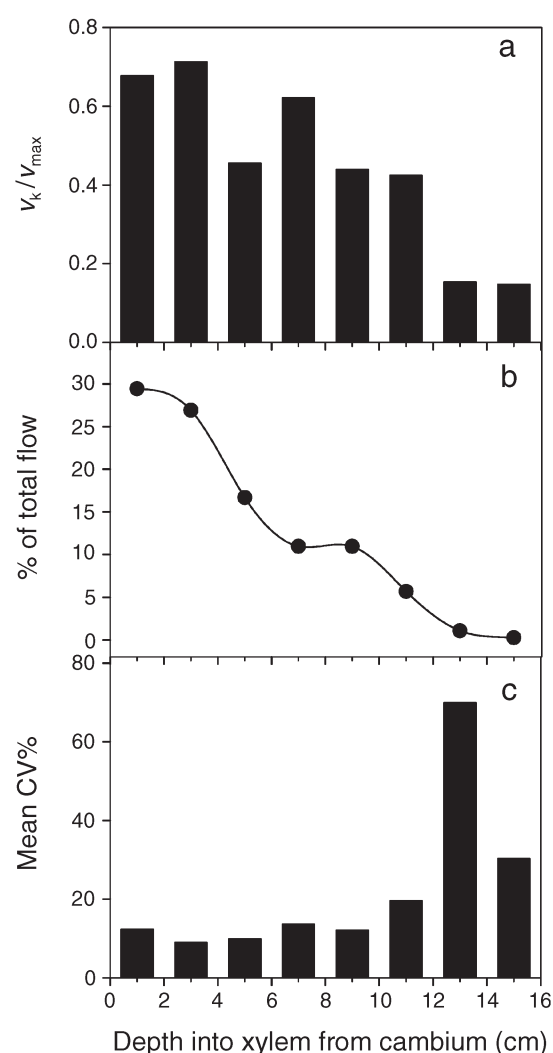 a
0.8
0.6
0.4
0.2
0.0
vk/vmax
b
30
25
20
15
10
5
0
% of total flow
c
80
60
40
20
0
Mean CV%
0 2 4 6 8 10 12 14 16
Depth into xylem from cambium (cm)